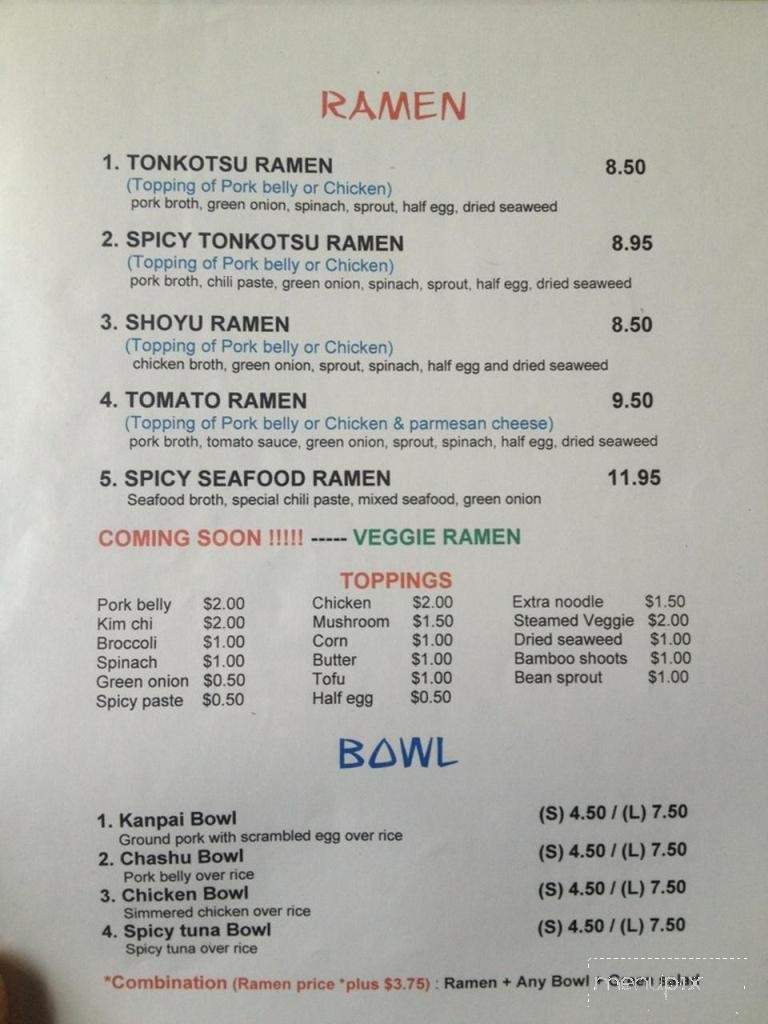 RAMEN
1. TONKOTSU RAMEN 8.50
(Topping of Pork belly or Chicken)
pork broth, green onion, spinach, sprout, half egg, dried seaweed
2. SPICY TONKOTSU RAMEN 8.95
(Topping of Pork belly or Chicken)
pork broth, chili paste, green onion, spinach, sprout, half egg, dried seaweed
3. SHOYU RAMEN 8.50
(Topping of Pork belly or Chicken)
chicken broth, green onion, sprout, spinach, half egg and dried seaweed
4. TOMATO RAMEN 9.50
(Topping of Pork belly or Chicken & parmesan cheese)
pork broth, tomato sauce, green onion, sprout, spinach, half egg, dried seaweed
5. SPICY SEAFOOD RAMEN 11.95
Seafood broth, special chili paste, mixed seafood, green onion
COMING SOON !!!!! ----- VEGGIE RAMEN
TOPPINGS
Pork belly $2.00 Chicken $2.00 Extra noodle $1.50
Kim chi $2.00 Mushroom $1.50 Steamed Veggie $2.00
Broccoli $1.00 Corn $1.00 Dried seaweed $1.00
Spinach $1.00 Butter $1.00 Bamboo shoots $1.00
Green onion $0.50 Tofu $1.00 Bean sprout $1.00
Spicy paste $0.50 Half egg $0.50
BOWL
1. Kanpai Bowl (S) 4.50 / (L) 7.50
Ground pork with scrambled egg over rice
2. Chashu Bowl (S) 4.50 / (L) 7.50
Pork belly over rice
3. Chicken Bowl (S) 4.50 / (L) 7.50
Simmered chicken over rice
4. Spicy tuna Bowl (S) 4.50 / (L) 7.50
Spicy tuna over rice
*Combination (Ramen price *plus $3.75) : Ramen + Any Bowl + Green salad
menupix